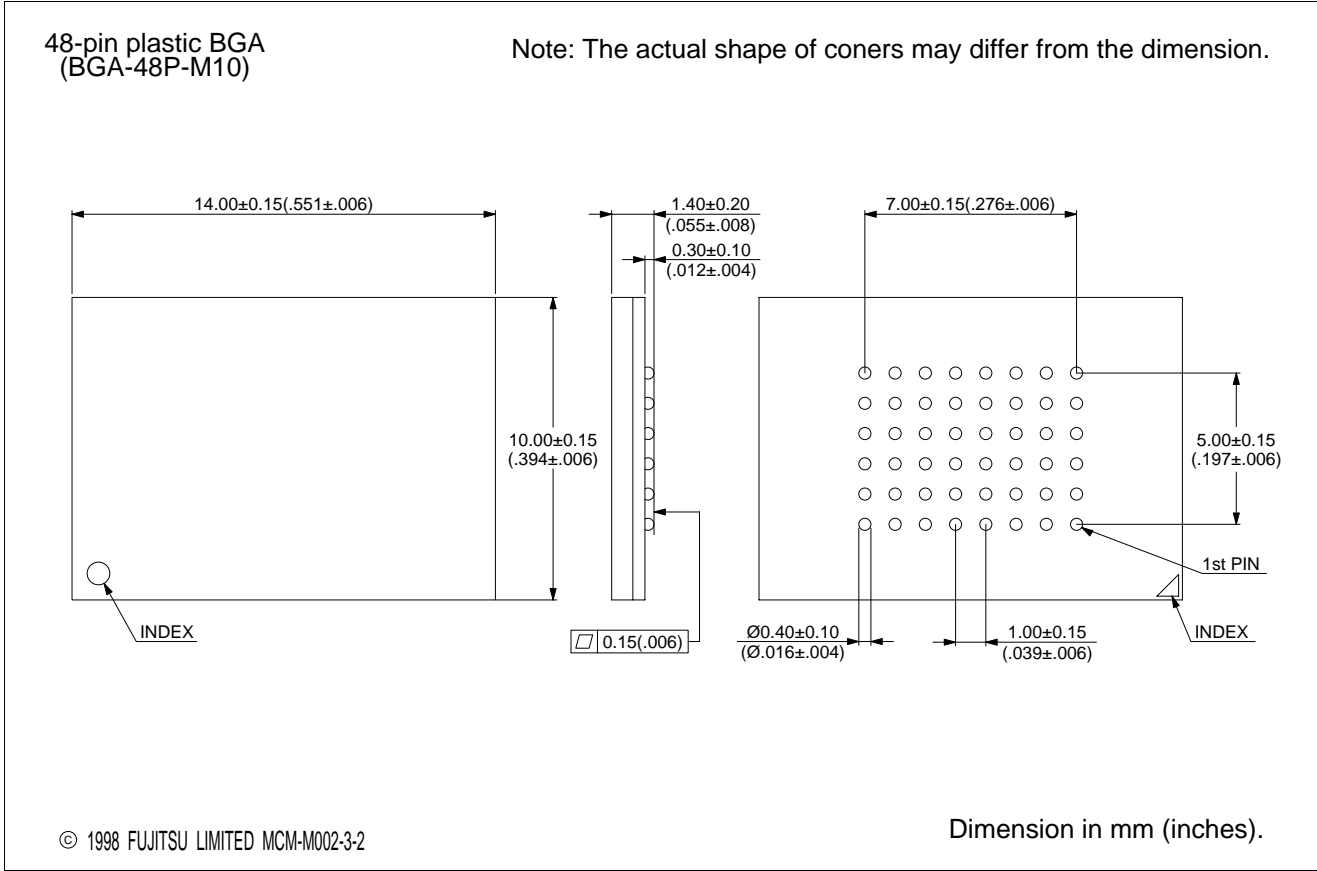 48-pin plastic BGA
(BGA-48P-M10)
Note: The actual shape of coners may differ from the dimension.
14.00±0.15(.551±.006)
1.40±0.20
(.055±.008)
0.30±0.10
(.012±.004)
7.00±0.15(.276±.006)
10.00±0.15
(.394±.006)
5.00±0.15
(.197±.006)
1st PIN
INDEX
0.15(.006)
Ø0.40±0.10
(Ø.016±.004)
1.00±0.15
(.039±.006)
INDEX
© 1998 FUJITSU LIMITED MCM-M002-3-2
Dimension in mm (inches).